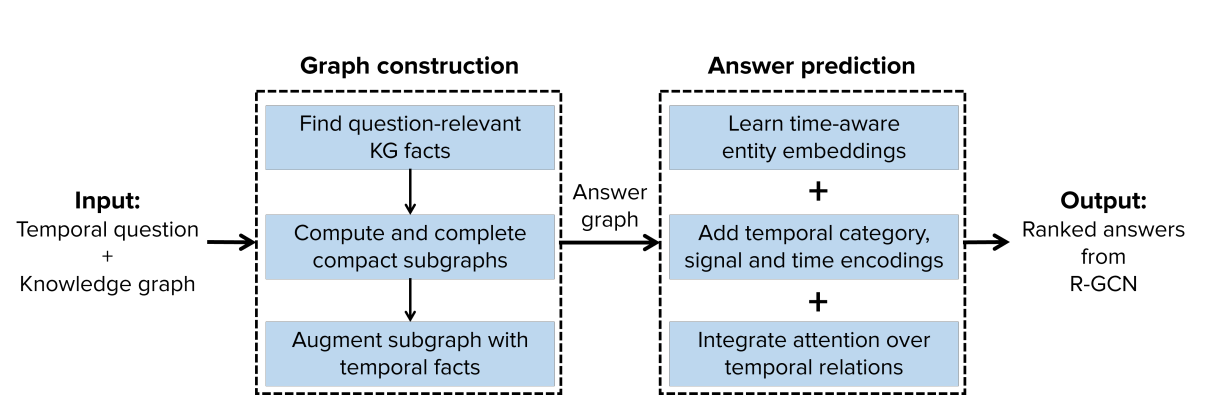 Input:
Temporal question
+
Knowledge graph
Graph construction
Find question-relevant
KG facts
Compute and complete
compact subgraphs
Augment subgraph with
temporal facts
Answer
graph
Answer prediction
Learn time-aware
entity embeddings
+
Add temporal category,
signal and time encodings
+
Integrate attention over
temporal relations
Output:
Ranked answers
from
R-GCN